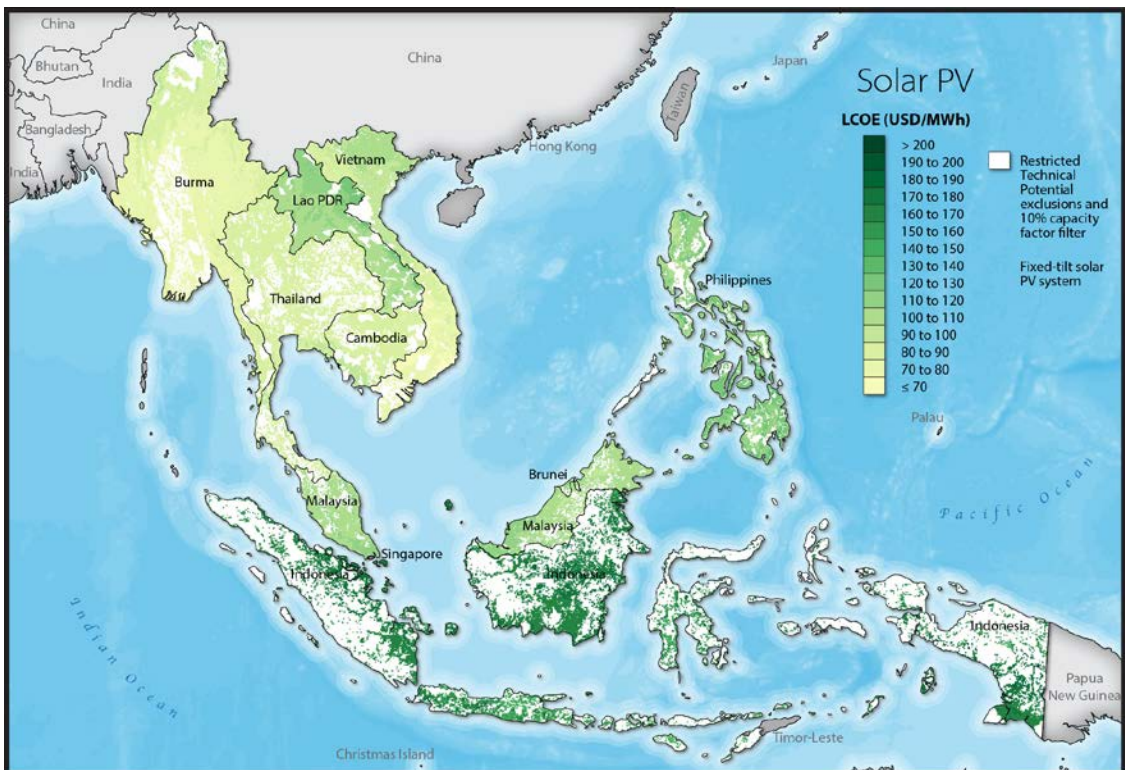 China
Bhutan
India
Bangladesh
India
China
Taiwan
Japan
Hong Kong
Burma
Vietnam
Lao PDR
Thailand
Cambodia
Philippines
Palau
Brunei
Malaysia
Malaysia
Singapore
Indonesia
Indonesia
Indonesia
Papua
New Guinea
Timor-Leste
Christmas Island
Indian Ocean
Pacific Ocean
Solar PV
LCOE (USD/MWh)
> 200
190 to 200
180 to 190
170 to 180
160 to 170
150 to 160
140 to 150
130 to 140
120 to 130
110 to 120
100 to 110
90 to 100
80 to 90
70 to 80
≤ 70
Restricted
Technical
Potential
exclusions and
10% capacity
factor filter
Fixed-tilt solar
PV system